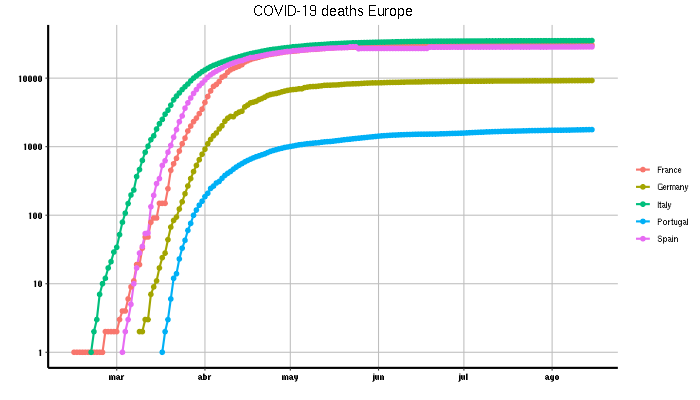 COVID-19 deaths Europe
10000
1000
100
10
1
mar
abr
may
jun
jul
ago
France
Germany
Italy
Portugal
Spain